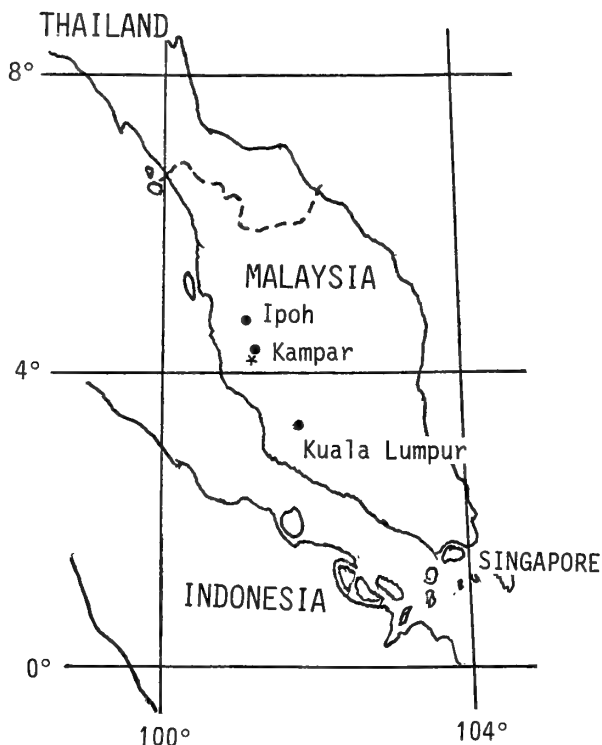 THAILAND
8°
MALAYSIA
Ipoh
Kampar
4°
Kuala Lumpur
SINGAPORE
INDONESIA
0°
100°
104°